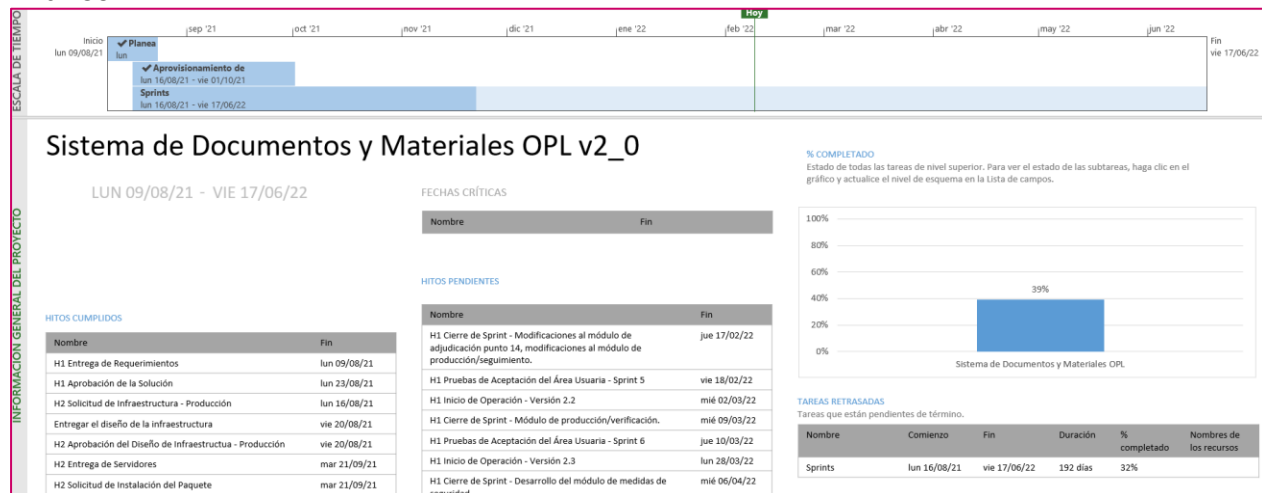 ESCALA DE TIEMPO
Hoy
sep '21 oct '21 nov '21 dic '21 ene '22 feb '22 mar '22 abr '22 may '22 jun '22
Inicio
lun 09/08/21
Planea
lun
Aprovisionamiento de
lun 16/08/21 - vie 01/10/21
Sprints
lun 16/08/21 - vie 17/06/22
Fin
vie 17/06/22
INFORMACIÓN GENERAL DEL PROYECTO
Sistema de Documentos y Materiales OPL v2_0
LUN 09/08/21 - VIE 17/06/22
HITOS CUMPLIDOS
Nombre Fin
H1 Entrega de Requerimientos lun 09/08/21
H1 Aprobación de la Solución lun 23/08/21
H2 Solicitud de Infraestructura - Producción lun 16/08/21
Entregar el diseño de la infraestructura vie 20/08/21
H2 Aprobación del Diseño de Infraestructua - Producción vie 20/08/21
H2 Entrega de Servidores mar 21/09/21
H2 Solicitud de Instalación del Paquete mar 21/09/21
FECHAS CRÍTICAS
Nombre Fin
HITOS PENDIENTES
Nombre Fin
H1 Cierre de Sprint - Modificaciones al módulo de jue 17/02/22
adjudicación punto 14, modificaciones al módulo de
producción/seguimiento.
H1 Pruebas de Aceptación del Área Usuaria - Sprint 5 vie 18/02/22
H1 Inicio de Operación - Versión 2.2 mié 02/03/22
H1 Cierre de Sprint - Módulo de producción/verificación. mié 09/03/22
H1 Pruebas de Aceptación del Área Usuaria - Sprint 6 jue 10/03/22
H1 Inicio de Operación - Versión 2.3 lun 28/03/22
H1 Cierre de Sprint - Desarrollo del módulo de medidas de mié 06/04/22
seguridad
% COMPLETADO
Estado de todas las tareas de nivel superior. Para ver el estado de las subtareas, haga clic en el
gráfico y actualice el nivel de esquema en la Lista de campos.
100%
80%
60%
40%
20%
0%
39%
Sistema de Documentos y Materiales OPL
TAREAS RETRASADAS
Tareas que están pendientes de término.
Nombre Comienzo Fin Duración % completado Nombres de los recursos
Sprints lun 16/08/21 vie 17/06/22 192 días 32%